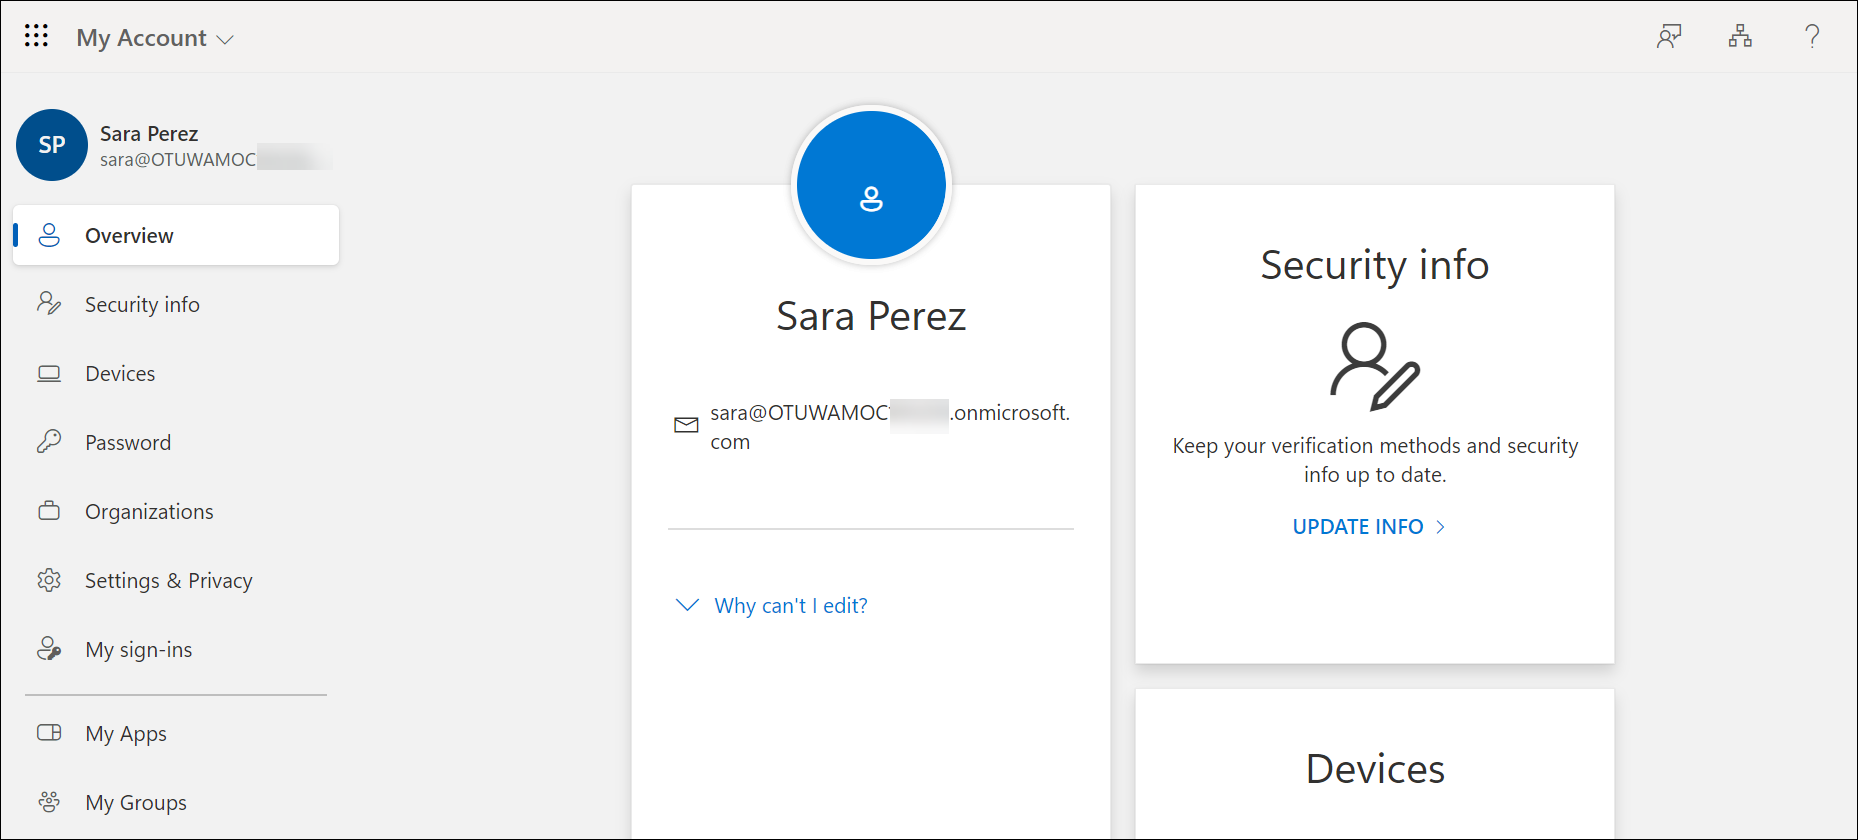 My Account
SP
Sara Perez
sara@OTUWAMOC
Overview
Security info
Devices
Password
Organizations
Settings & Privacy
My sign-ins
My Apps
My Groups
Sara Perez
sara@OTUWAMOC .onmicrosoft.
com
Why can't I edit?
Security info
Keep your verification methods and security
info up to date.
UPDATE INFO
Devices